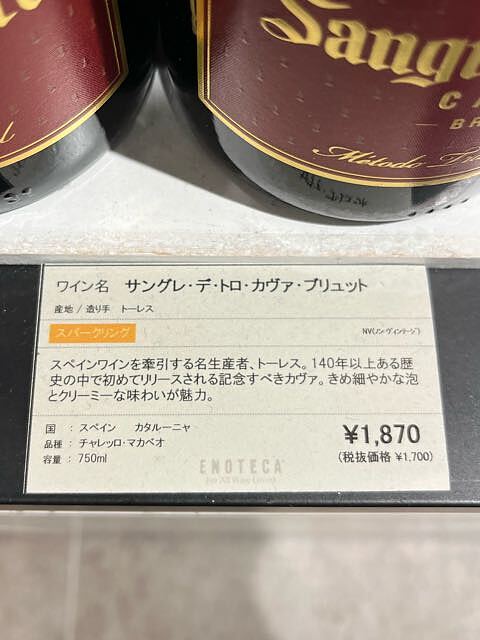 Sangr
CA
BR
Método Tra
ワイン名 サングレ・デ・トロ・カヴァ・ブリュット
産地 / 造り手 トーレス
スパークリング NV(ノン・ヴィンテージ)
スペインワインを牽引する名生産者、トーレス。140年以上ある歴
史の中で初めてリリースされる記念すべきカヴァ。きめ細やかな泡
とクリーミーな味わいが魅力。
国 : スペイン カタルーニャ
品種 : チャレッロ・マカベオ
容量 : 750ml
¥1,870
(税抜価格 ¥1,700)
ENOTECA
For All Wine Lovers